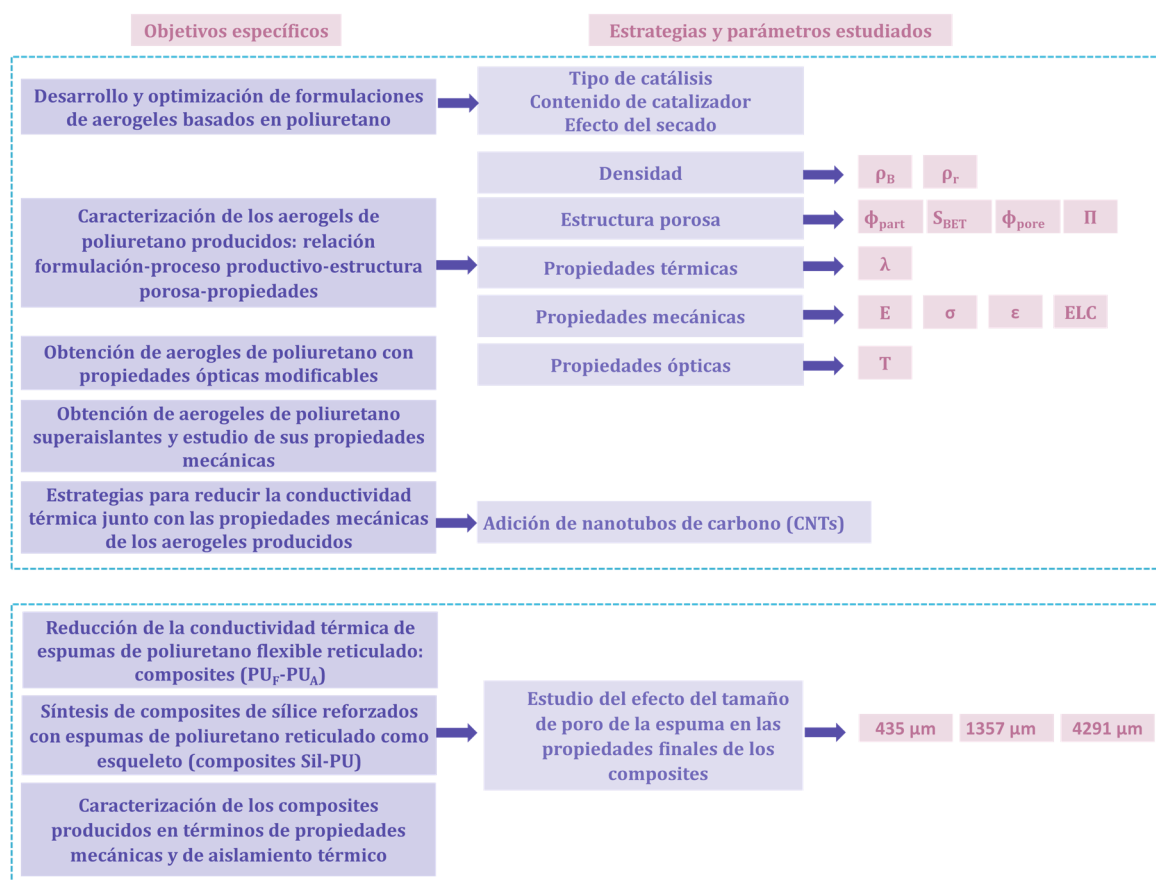 Objetivos específicos
Estrategias y parámetros estudiados
Desarrollo y optimización de formulaciones
de aerogeles basados en poliuretano
Tipo de catálisis
Contenido de catalizador
Efecto del secado
Caracterización de los aerogels de
poliuretano producidos: relación
formulación-proceso productivo-estructura
porosa-propiedades
Densidad
ρB ρr
Estructura porosa
ϕpart SBET ϕpore Π
Propiedades térmicas
λ
Propiedades mecánicas
E σ ε ELC
Propiedades ópticas
T
Obtención de aerogles de poliuretano con
propiedades ópticas modificables
Obtención de aerogeles de poliuretano
superaislantes y estudio de sus propiedades
mecánicas
Estrategias para reducir la conductividad
térmica junto con las propiedades mecánicas
de los aerogeles producidos
Adición de nanotubos de carbono (CNTs)
Reducción de la conductividad térmica de
espumas de poliuretano flexible reticulado:
composites (PUF-PUA)
Síntesis de composites de sílice reforzados
con espumas de poliuretano reticulado como
esqueleto (composites Sil-PU)
Caracterización de los composites
producidos en términos de propiedades
mecánicas y de aislamiento térmico
Estudio del efecto del tamaño
de poro de la espuma en las
propiedades finales de los
composites
435 µm 1357 µm 4291 µm